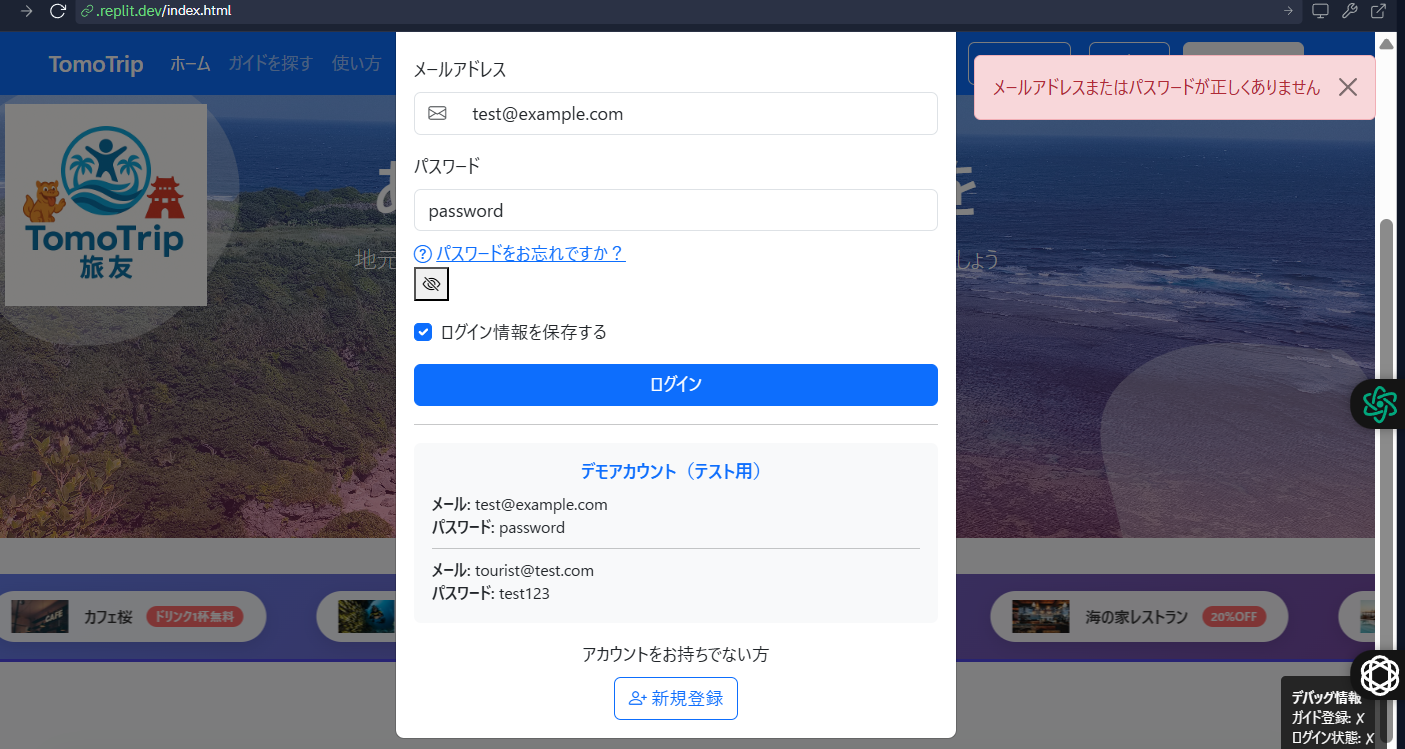 .replit.dev/index.html
TomoTrip ホーム ガイドを探す 使い方
メールアドレスまたはパスワードが正しくありません
TomoTrip
旅友
を
地元
しょう
メールアドレス
test@example.com
パスワード
password
パスワードをお忘れですか？
ログイン情報を保存する
ログイン
デモアカウント（テスト用）
メール: test@example.com
パスワード: password
メール: tourist@test.com
パスワード: test123
アカウントをお持ちでない方
新規登録
カフェ桜 ドリンク1杯無料
CAFE
海の家レストラン 20%OFF
デバッグ情報
ガイド登録: ✗
ログイン状態: ✗